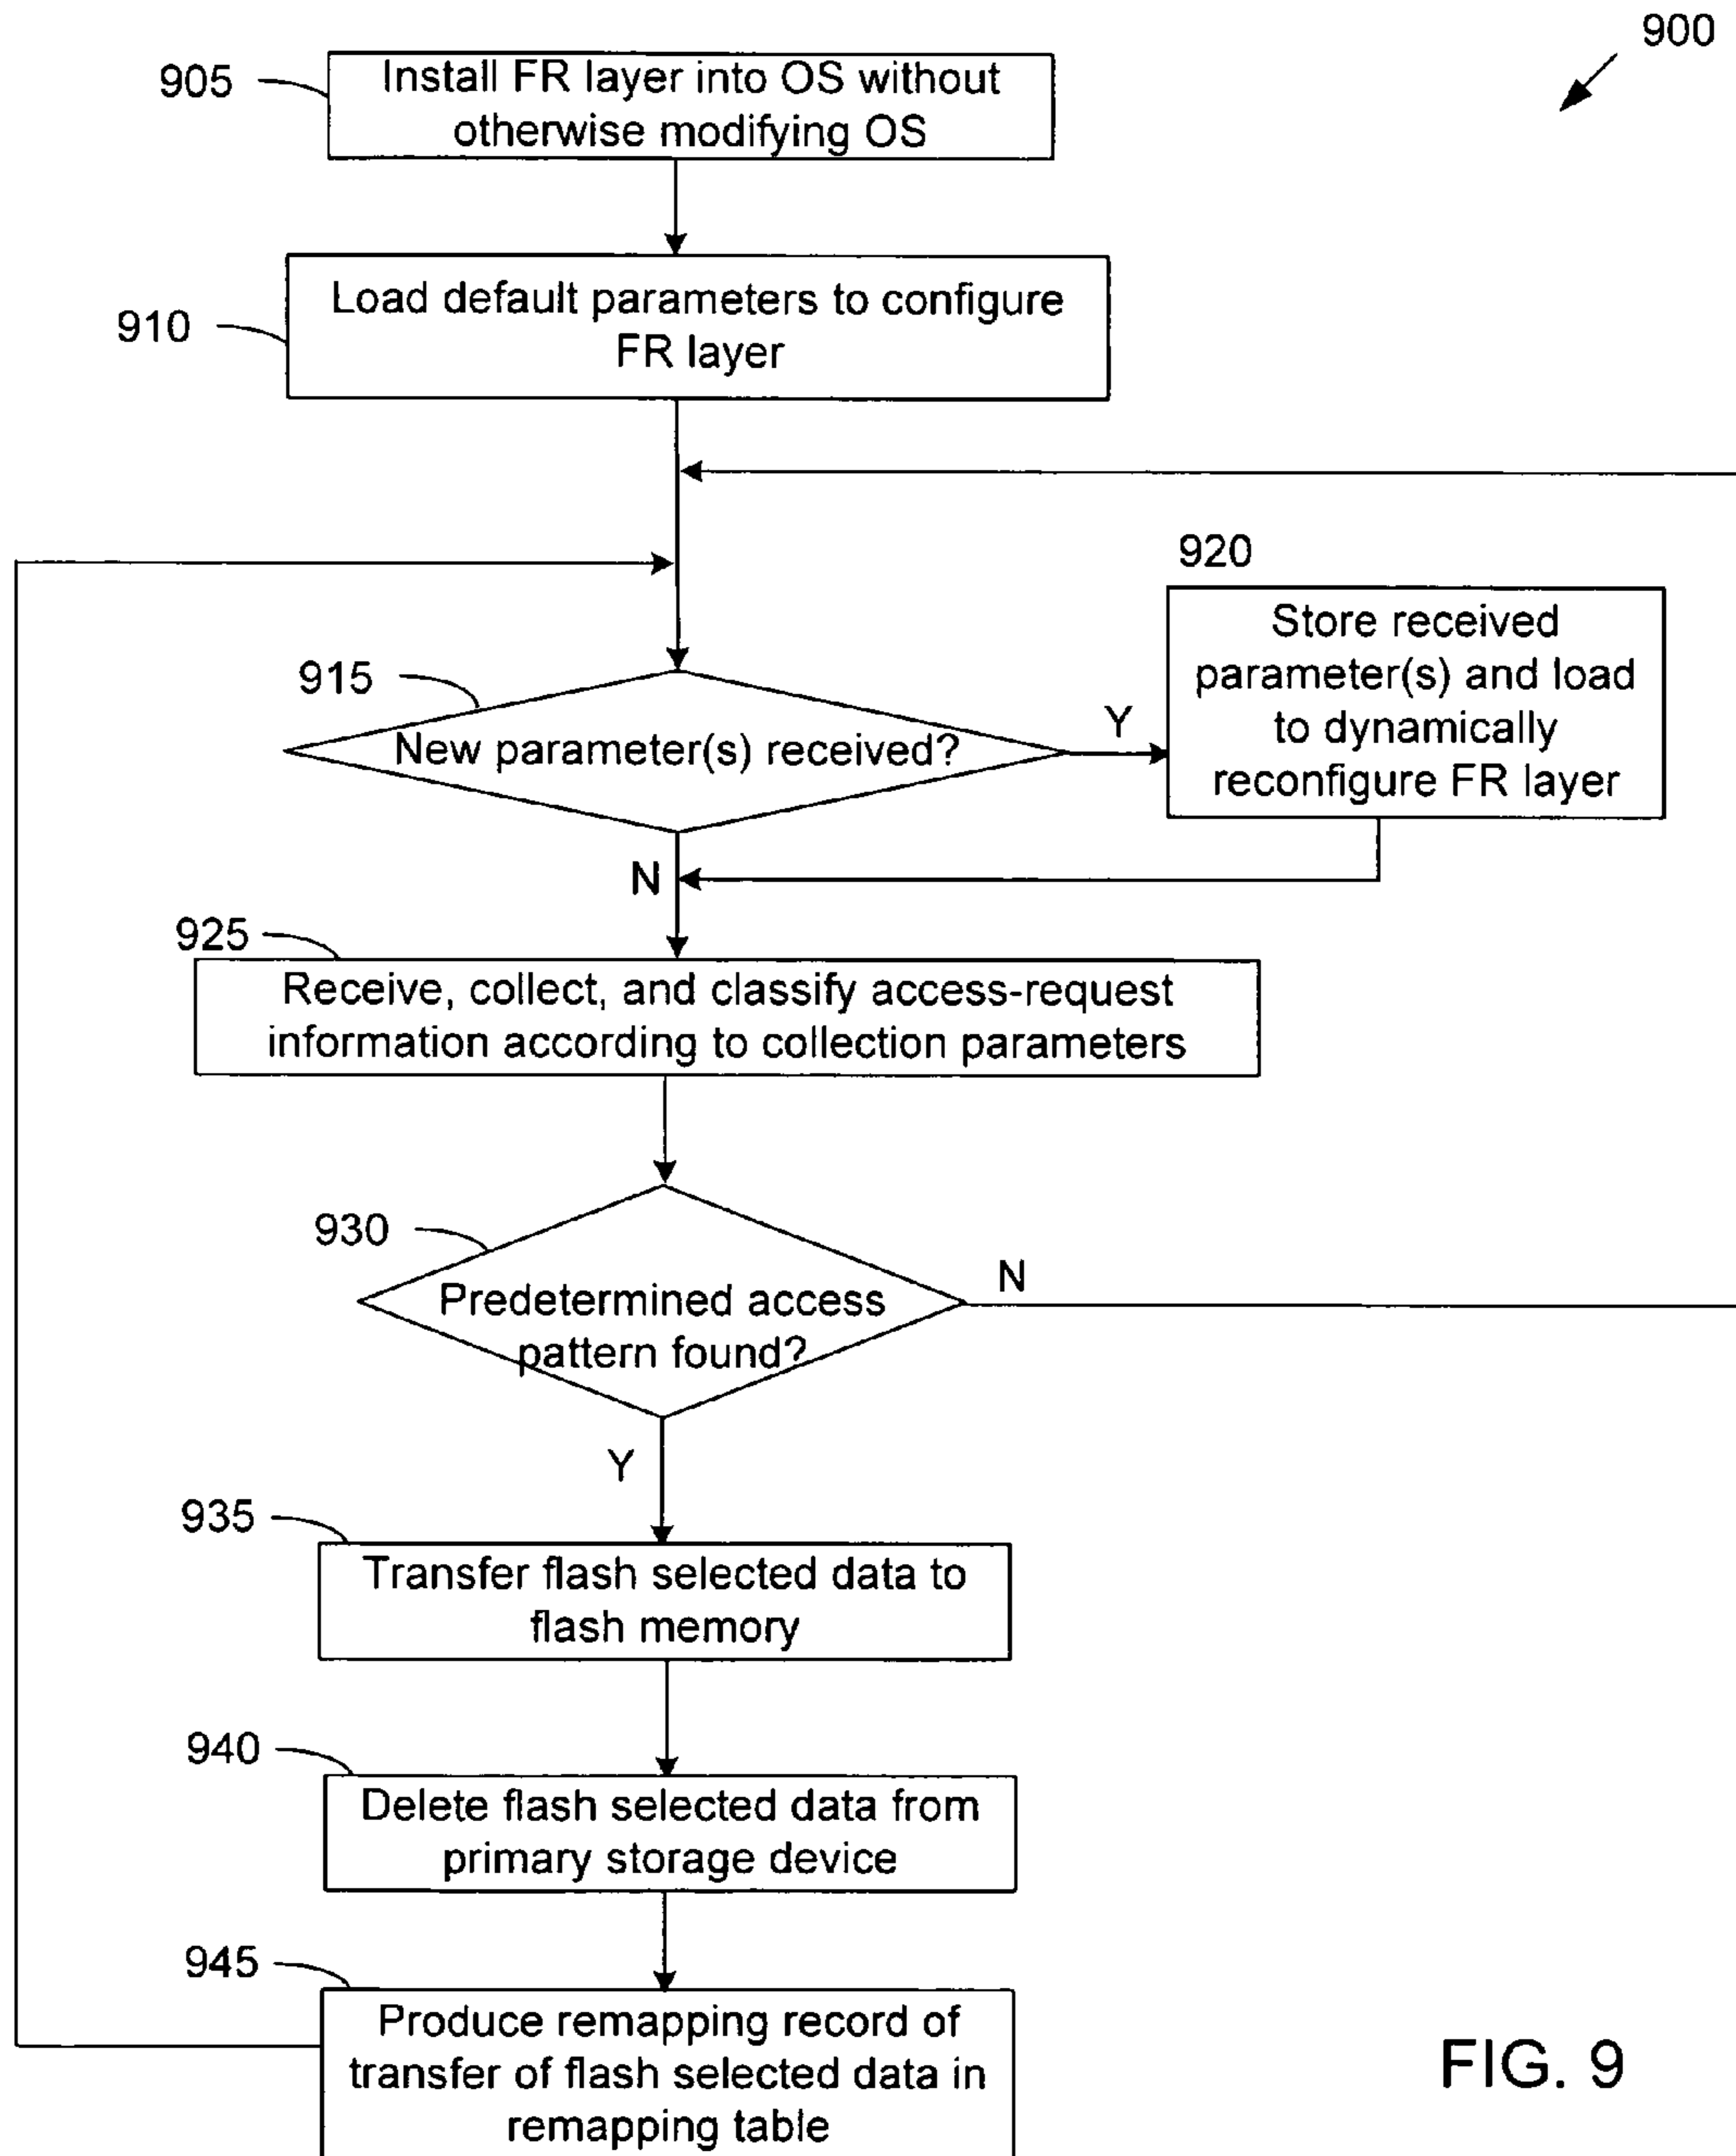 900
905
Install FR layer into OS without
otherwise modifying OS
910
Load default parameters to configure
FR layer
920
Store received
parameter(s) and load
to dynamically
reconfigure FR layer
915
New parameter(s) received?
Y
N
925
Receive, collect, and classify access-request
information according to collection parameters
930
Predetermined access
pattern found?
N
Y
935
Transfer flash selected data to
flash memory
940
Delete flash selected data from
primary storage device
945
Produce remapping record of
transfer of flash selected data in
remapping table
FIG. 9